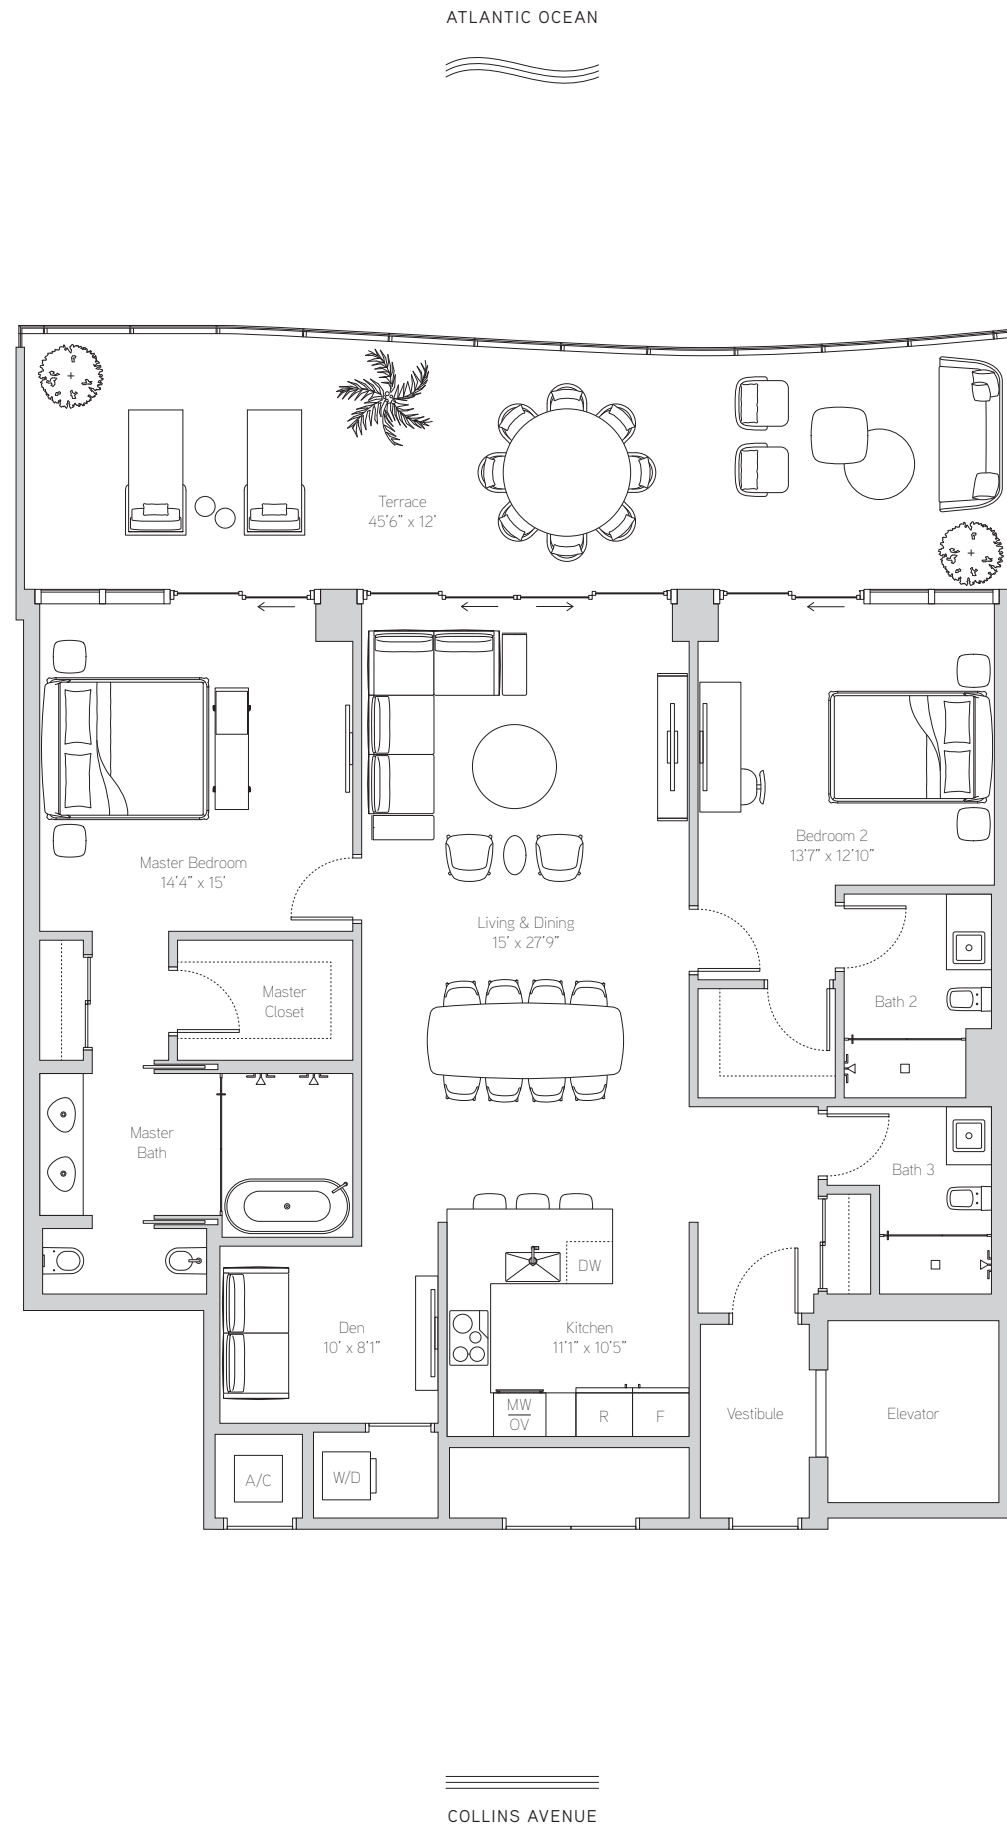 ATLANTIC OCEAN
Terrace
45'6" x 12'
Master Bedroom
14'4" x 15'
Bedroom 2
13'7" x 12'10"
Living & Dining
15' x 27'9"
Master
Closet
Bath 2
Master
Bath
Bath 3
DW
Den
10' x 8'1"
Kitchen
11'1" x 10'5"
MW
OV
R
F
Vestibule
Elevator
A/C
W/D
COLLINS AVENUE